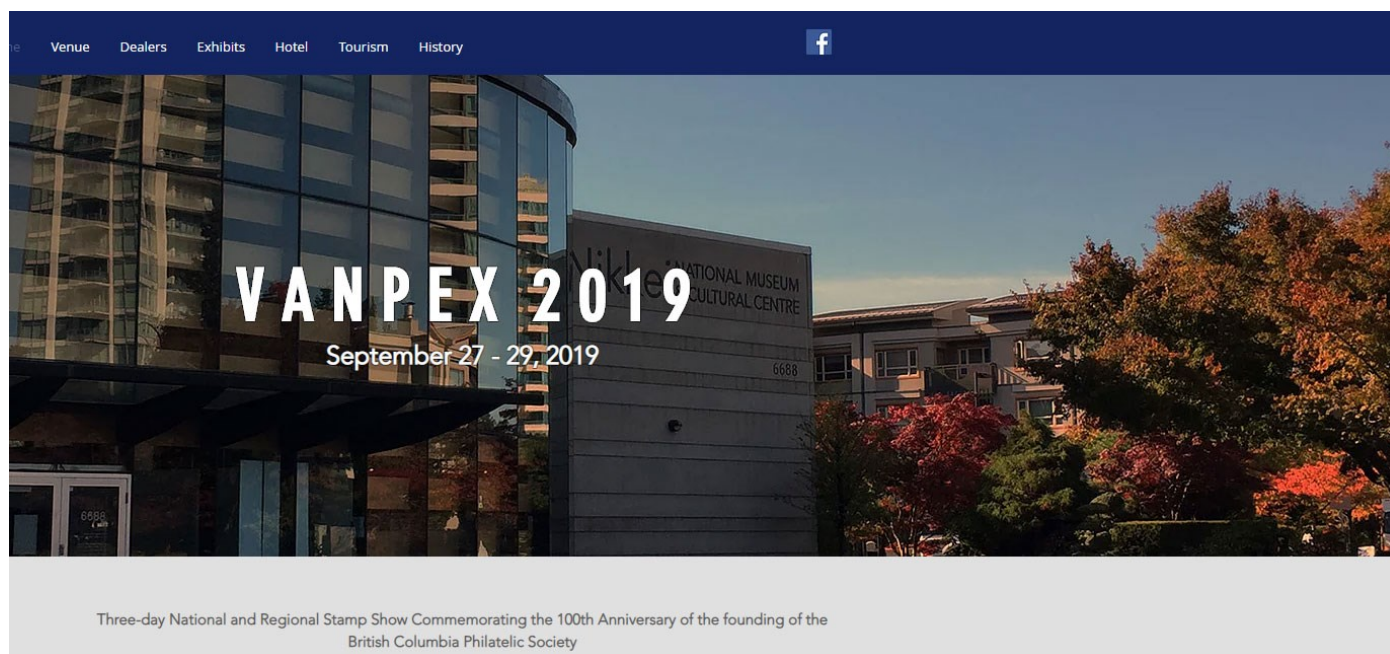 Venue Dealers Exhibits Hotel Tourism History
f
NATIONAL MUSEUM
CULTURAL CENTRE
VANPEX 2019
September 27 - 29, 2019
6688
6688
Three-day National and Regional Stamp Show Commemorating the 100th Anniversary of the founding of the
British Columbia Philatelic Society